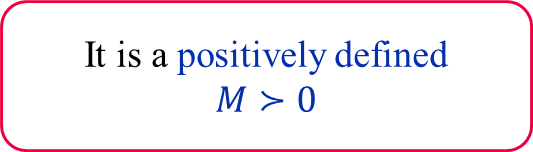 It is a positively defined
M ≻ 0